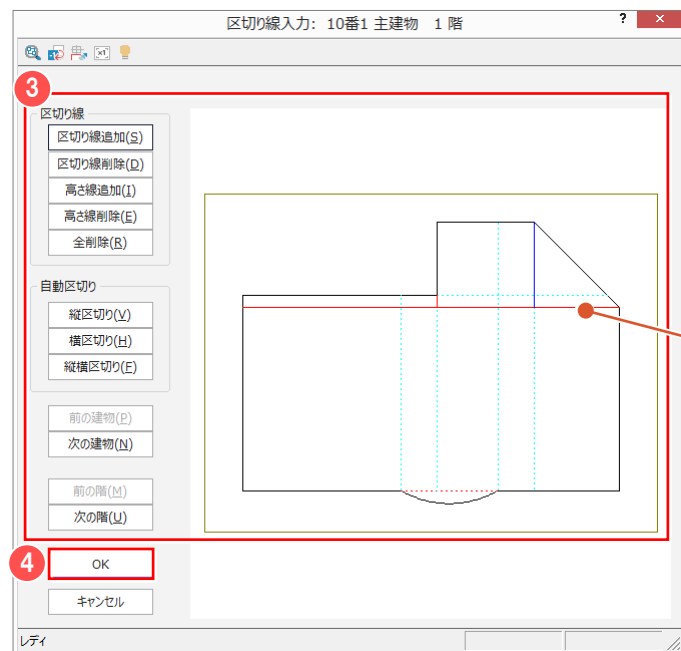 区切り線入力: 10番1 主建物 1 階
?
×
x1
3
区切り線
区切り線追加(S)
区切り線削除(D)
高さ線追加(I)
高さ線削除(E)
全削除(R)
自動区切り
縦区切り(V)
横区切り(H)
縦横区切り(F)
前の建物(P)
次の建物(N)
前の階(M)
次の階(U)
4
OK
キャンセル
レディ